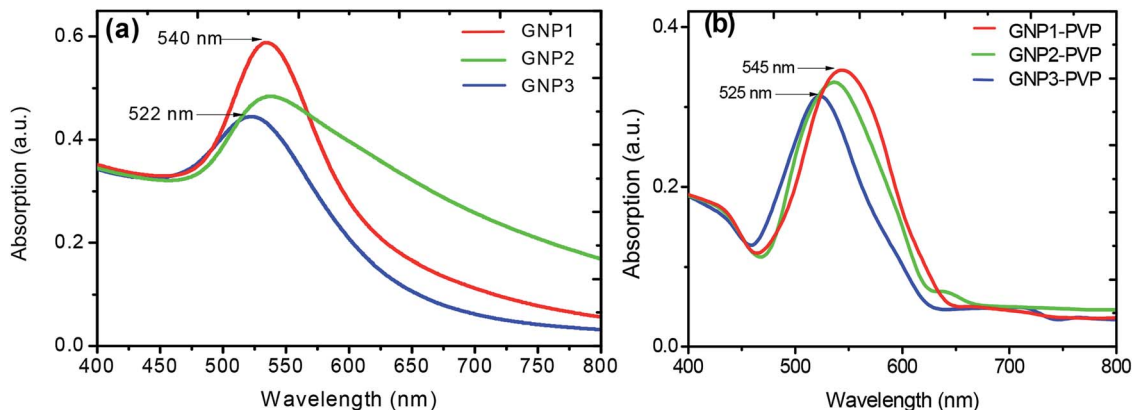 (a)
540 nm
522 nm
GNP1
GNP2
GNP3
0.6
0.4
0.2
0.0
Absorption (a.u.)
400 450 500 550 600 650 700 750 800
Wavelength (nm)
(b)
545 nm
525 nm
GNP1-PVP
GNP2-PVP
GNP3-PVP
0.4
0.2
0.0
Absorption (a.u.)
400 500 600 700 800
Wavelength (nm)